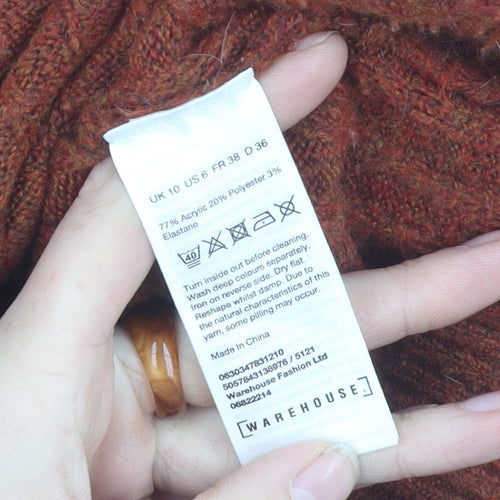 UK 10 US 6 FR 38 D 36
77% Acrylic 20% Polyester 3%
Elastane
40
Turn inside out before cleaning.
Wash deep colours separately.
Iron on reverse side. Dry flat.
Reshape whilst damp. Due to
the natural characteristics of this
yarn, some pilling may occur.
Made In China
0630347831210
5057843138976 / 5121
Warehouse Fashion Ltd
06822214
WAREHOUSE